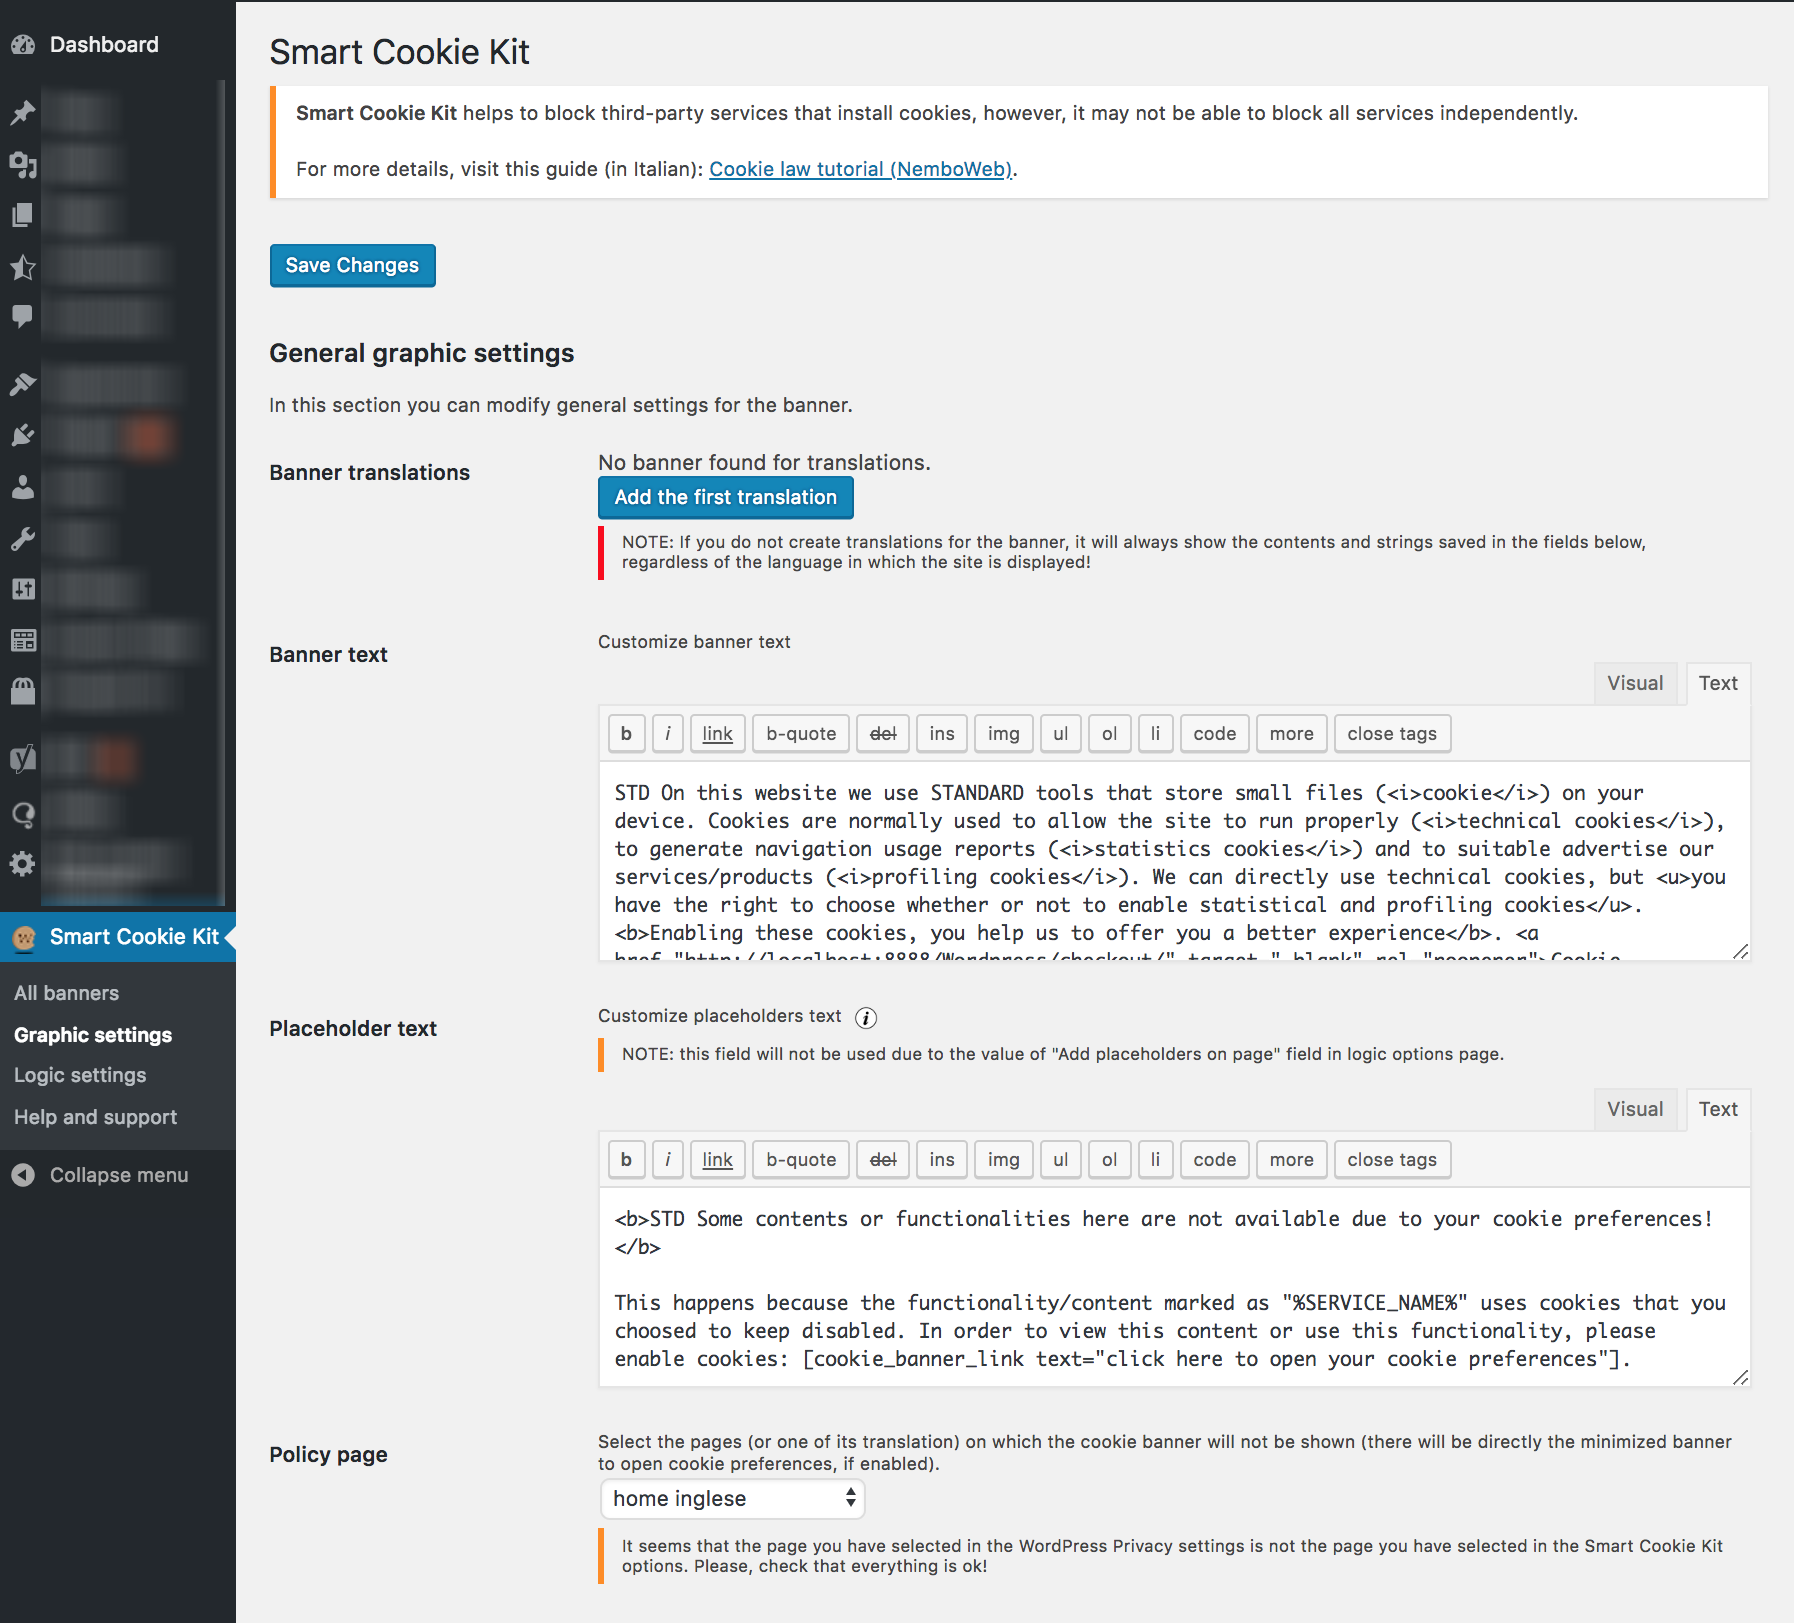 Dashboard
Smart Cookie Kit
All banners
Graphic settings
Logic settings
Help and support
Collapse menu
Smart Cookie Kit
Smart Cookie Kit helps to block third-party services that install cookies, however, it may not be able to block all services independently.
For more details, visit this guide (in Italian): Cookie law tutorial (NemboWeb).
Save Changes
General graphic settings
In this section you can modify general settings for the banner.
Banner translations
No banner found for translations.
Add the first translation
NOTE: If you do not create translations for the banner, it will always show the contents and strings saved in the fields below,
regardless of the language in which the site is displayed!
Banner text
Customize banner text
Visual Text
b i link b-quote del ins img ul ol li code more close tags
STD On this website we use STANDARD tools that store small files (<i>cookie</i>) on your
device. Cookies are normally used to allow the site to run properly (<i>technical cookies</i>),
to generate navigation usage reports (<i>statistics cookies</i>) and to suitable advertise our
services/products (<i>profiling cookies</i>). We can directly use technical cookies, but <u>you
have the right to choose whether or not to enable statistical and profiling cookies</u>.
<b>Enabling these cookies, you help us to offer you a better experience</b>. <a
href="http://localhost:8888/Wordpress/checkout/" target="_blank" rel="noopener">Cookie
Placeholder text
Customize placeholders text i
NOTE: this field will not be used due to the value of "Add placeholders on page" field in logic options page.
Visual Text
b i link b-quote del ins img ul ol li code more close tags
<b>STD Some contents or functionalities here are not available due to your cookie preferences!
</b>
This happens because the functionality/content marked as "%SERVICE_NAME%" uses cookies that you
choosed to keep disabled. In order to view this content or use this functionality, please
enable cookies: [cookie_banner_link text="click here to open your cookie preferences"].
Policy page
Select the pages (or one of its translation) on which the cookie banner will not be shown (there will be directly the minimized banner
to open cookie preferences, if enabled).
home inglese
It seems that the page you have selected in the WordPress Privacy settings is not the page you have selected in the Smart Cookie Kit
options. Please, check that everything is ok!